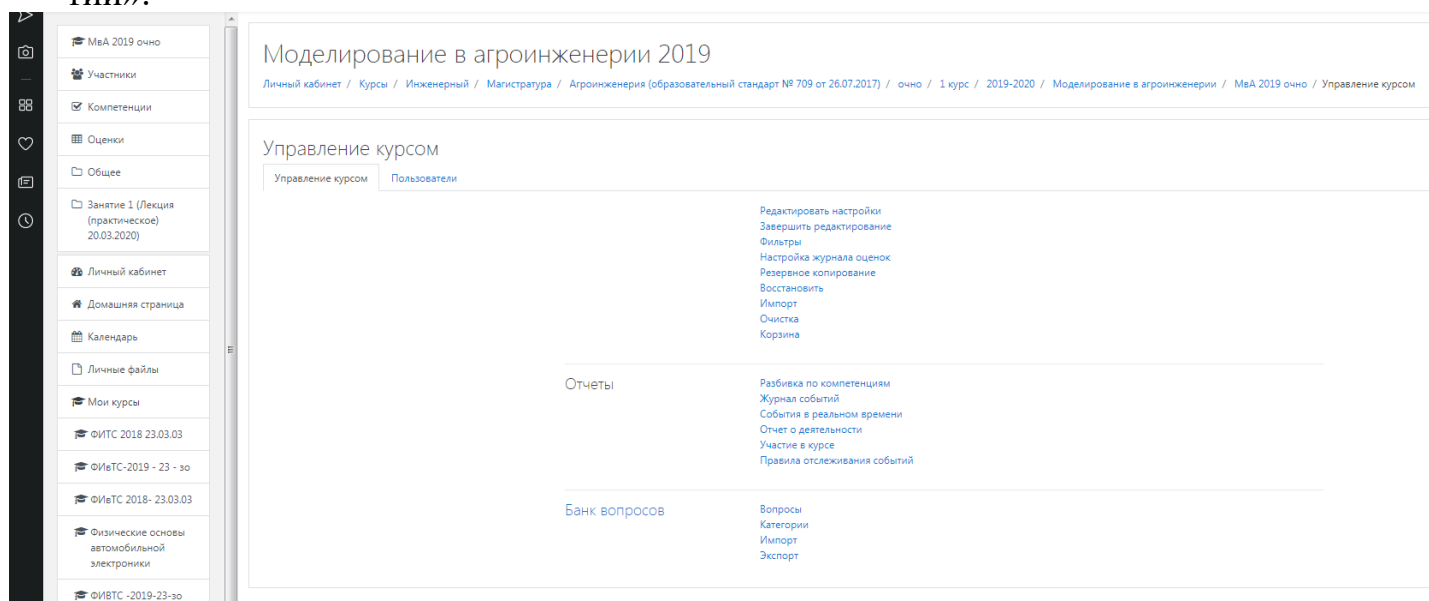 тии».
МвА 2019 очно
Участники
Компетенции
Оценки
Общее
Занятие 1 (Лекция
(практическое)
20.03.2020)
Личный кабинет
Домашняя страница
Календарь
Личные файлы
Мои курсы
ФИТС 2018 23.03.03
ФИвТС-2019 - 23 - зо
ФИвТС 2018- 23.03.03
Физические основы
автомобильной
электроники
ФИВТС -2019-23-зо
Моделирование в агроинженерии 2019
Личный кабинет / Курсы / Инженерный / Магистратура / Агроинженерия (образовательный стандарт № 709 от 26.07.2017) / очно / 1 курс / 2019-2020 / Моделирование в агроинженерии / МвА 2019 очно / Управление курсом
Управление курсом
Управление курсом Пользователи
Редактировать настройки
Завершить редактирование
Фильтры
Настройка журнала оценок
Резервное копирование
Восстановить
Импорт
Очистка
Корзина
Отчеты
Разбивка по компетенциям
Журнал событий
События в реальном времени
Отчет о деятельности
Участие в курсе
Правила отслеживания событий
Банк вопросов
Вопросы
Категории
Импорт
Экспорт